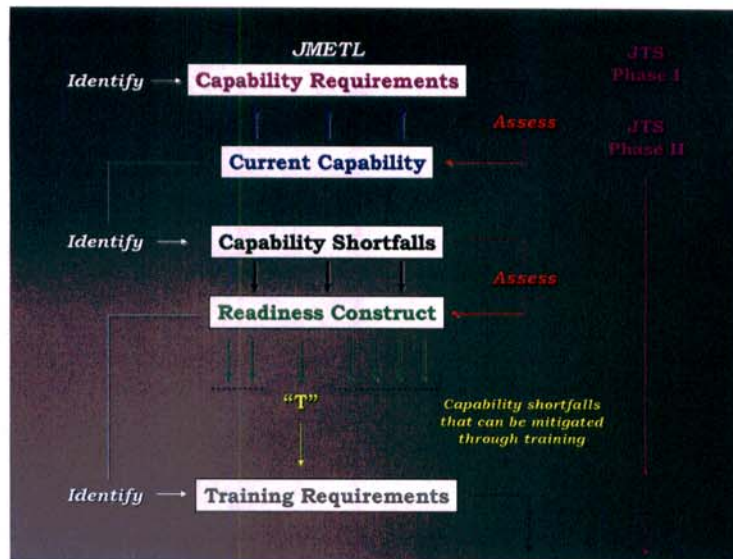 JMETL
Identify
Capability Requirements
JTS
Phase I
Assess
JTS
Phase II
Current Capability
Identify
Capability Shortfalls
Assess
Readiness Construct
“T”
Capability shortfalls
that can be mitigated
through training
Identify
Training Requirements